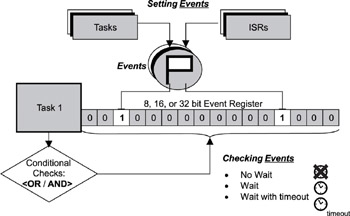 Setting Events
Tasks
ISRs
Events
8, 16, or 32 bit Event Register
Task 1
0 0 1 0 0 0 0 0 0 0 0 1 0 0 0
Conditional
Checks:
<OR / AND>
Checking Events
• No Wait
• Wait
• Wait with timeout
timeout